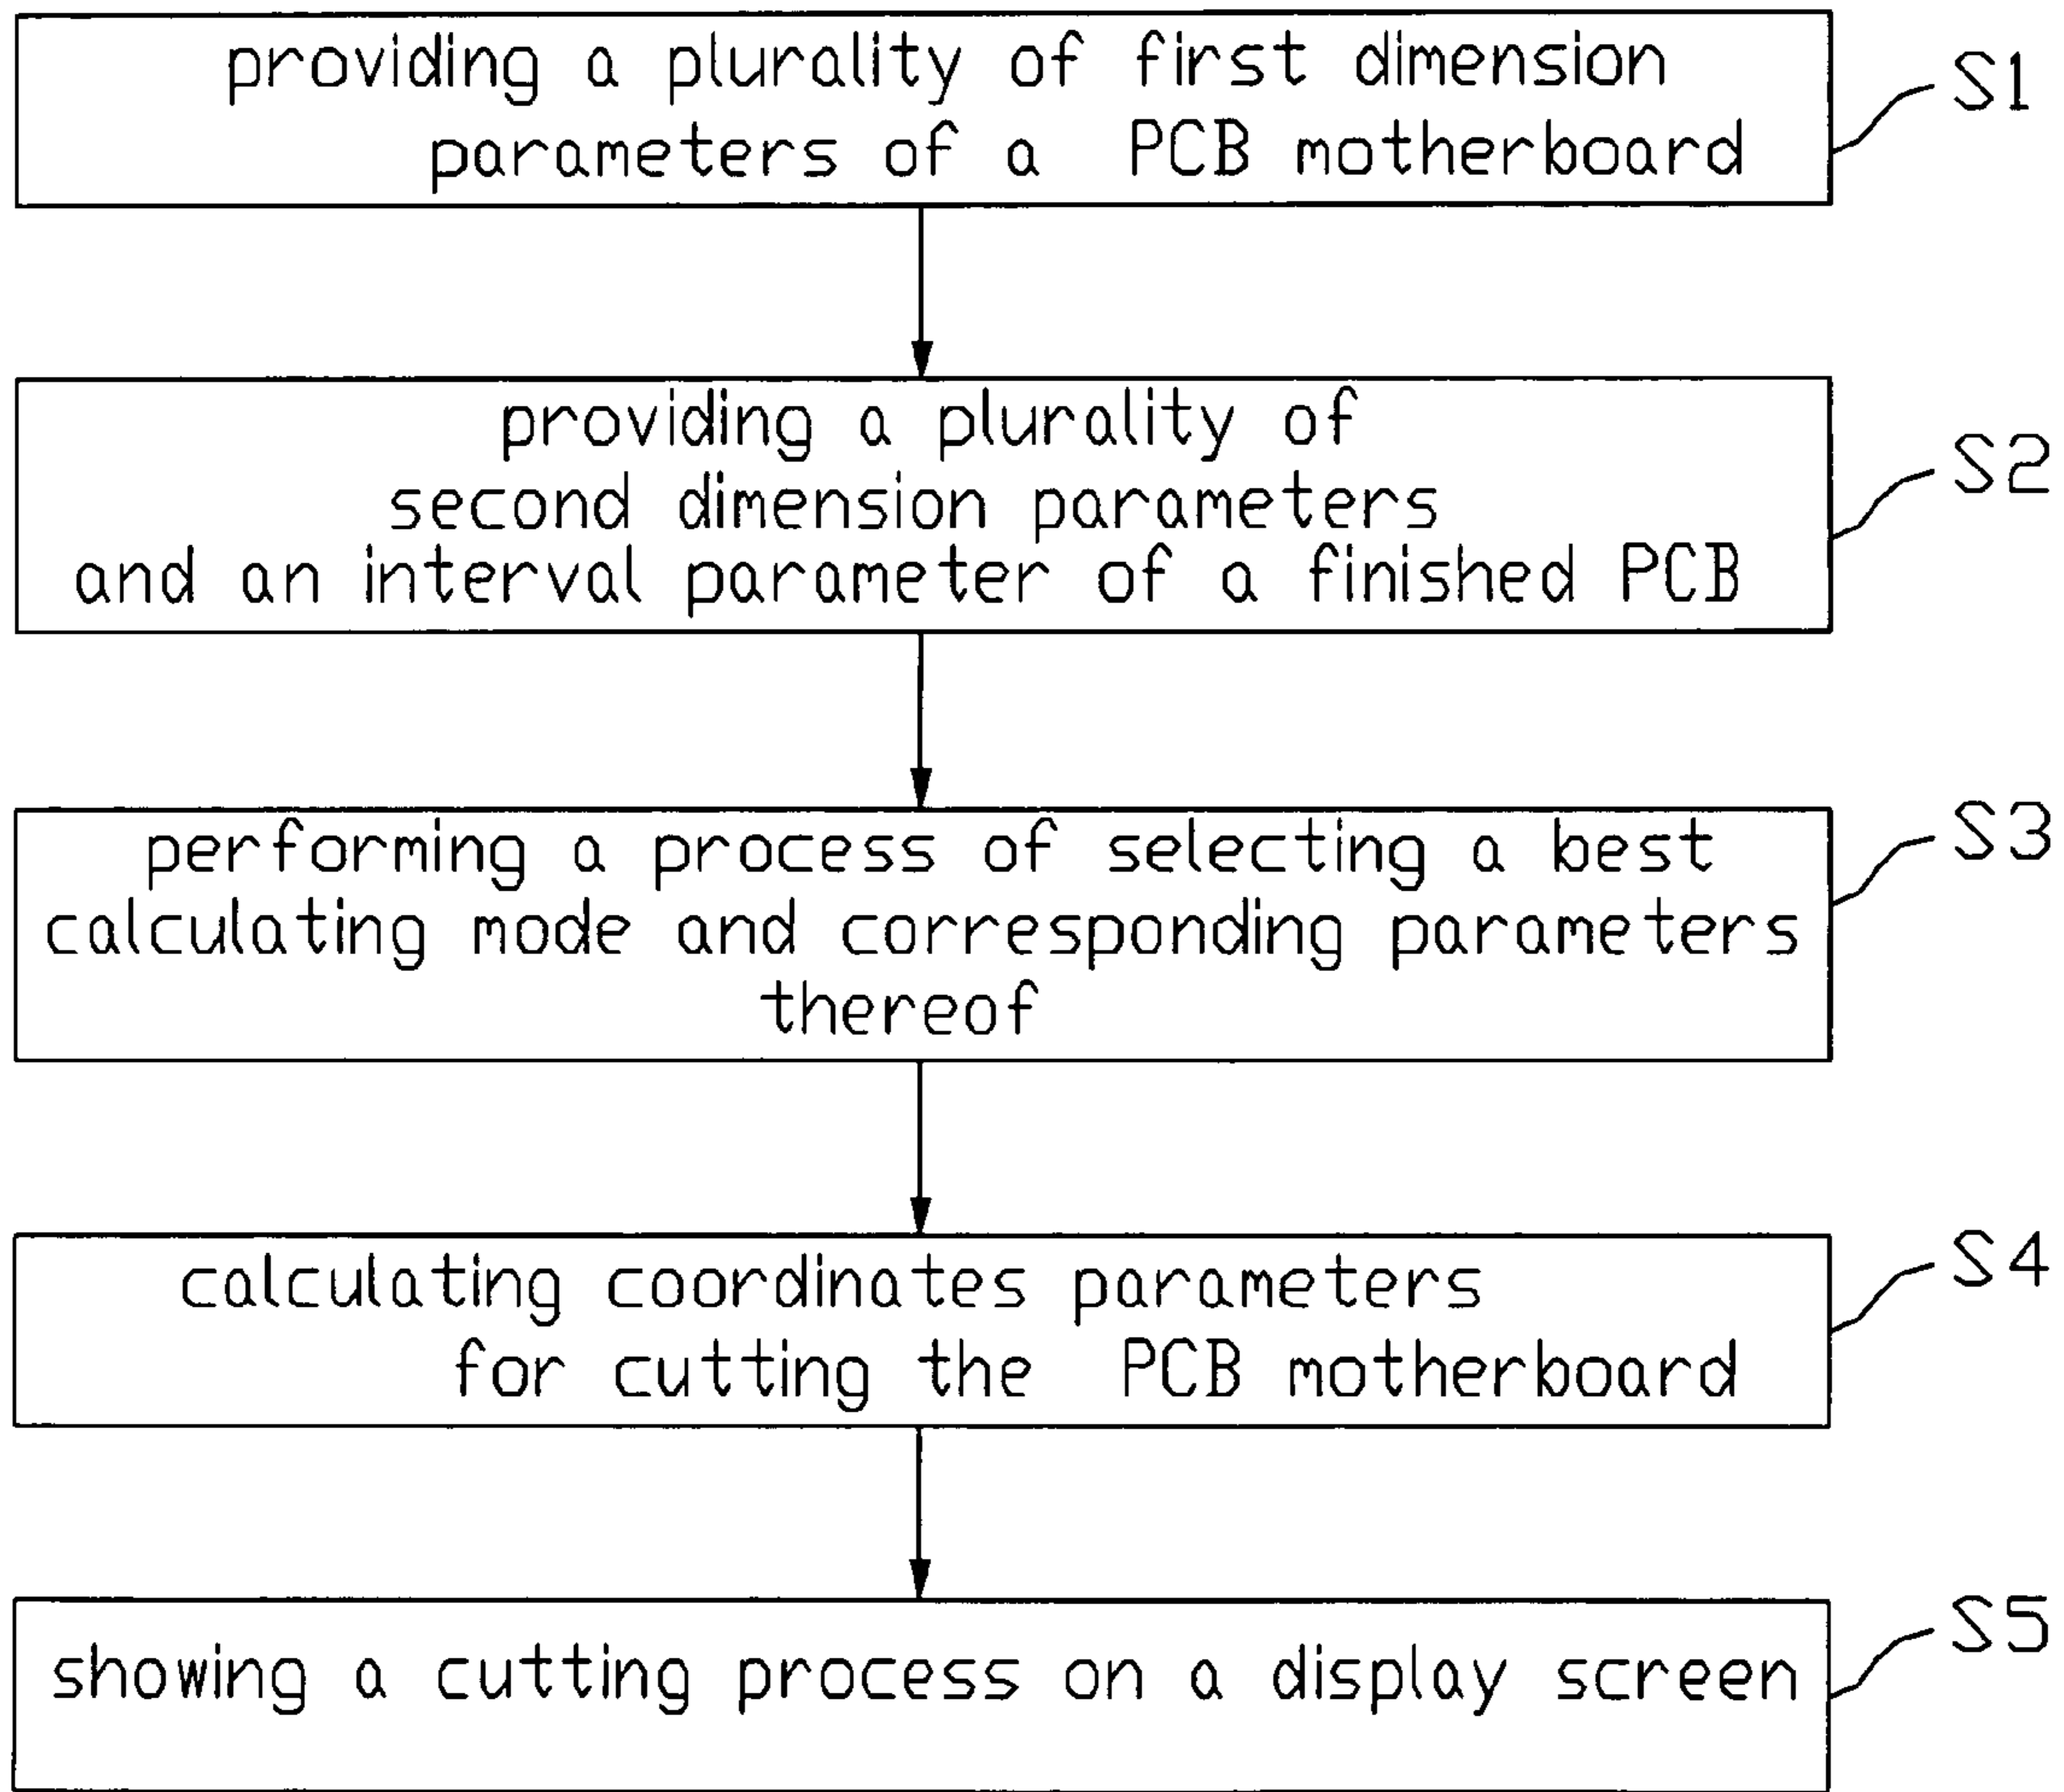 providing a plurality of first dimension
parameters of a PCB motherboard
S1
providing a plurality of
second dimension parameters
and an interval parameter of a finished PCB
S2
performing a process of selecting a best
calculating mode and corresponding parameters
thereof
S3
calculating coordinates parameters
for cutting the PCB motherboard
S4
showing a cutting process on a display screen
S5